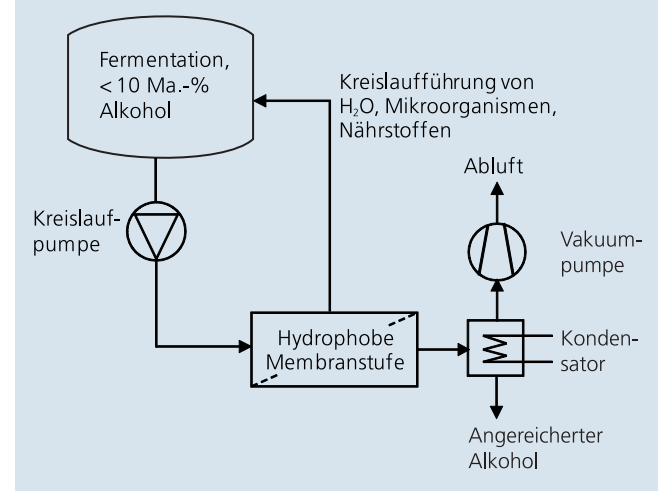 Fermentation,
< 10 Ma.-%
Alkohol
Kreislaufführung von
H₂O, Mikroorganismen,
Nährstoffen
Abluft
Kreislauf-
pumpe
Vakuum-
pumpe
Hydrophobe
Membranstufe
Konden-
sator
Angereicherter
Alkohol